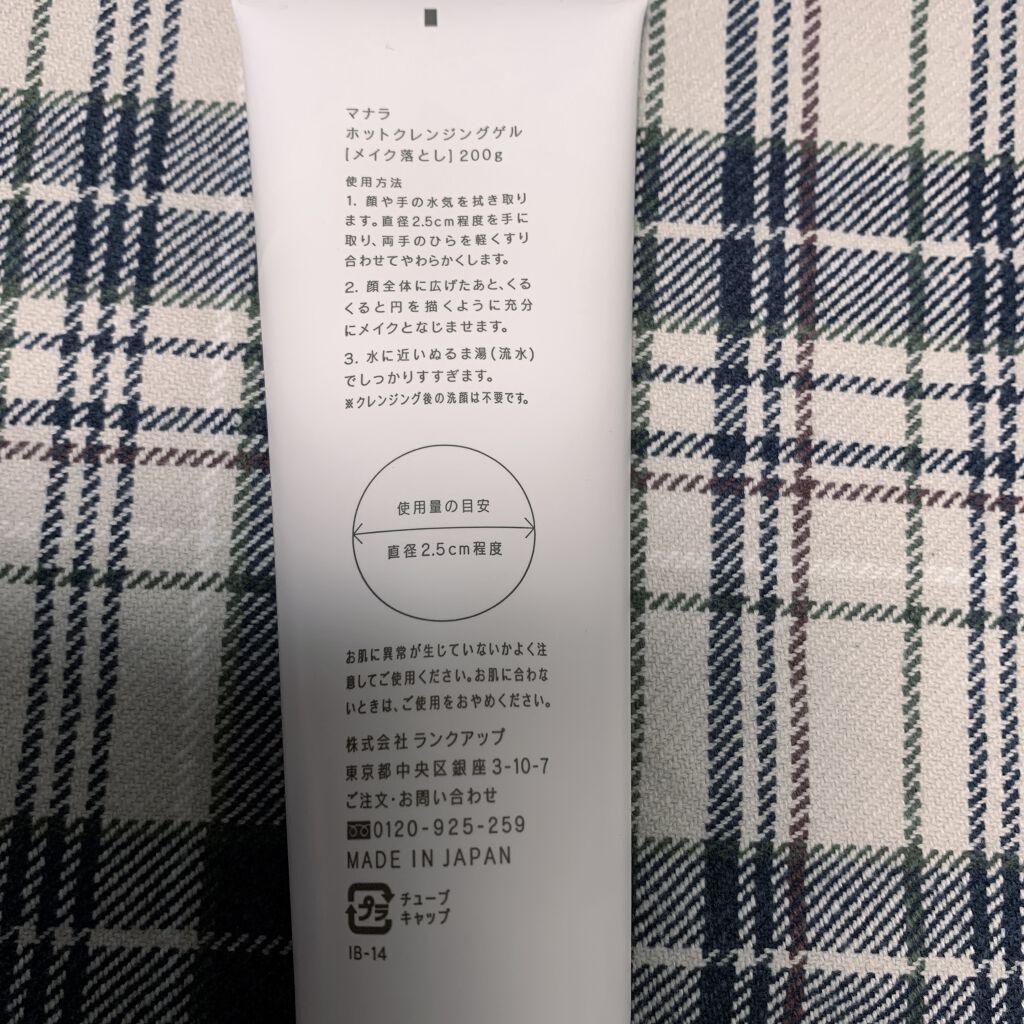 マナラ
ホットクレンジングゲル
[メイク落とし] 200g
使用方法
1. 顔や手の水気を拭き取り
ます。直径2.5cm程度を手に
取り、両手のひらを軽くすり
合わせてやわらかくします。
2. 顔全体に広げたあと、くる
くると円を描くように充分
にメイクとなじませます。
3. 水に近いぬるま湯(流水)
でしっかりすすぎます。
※クレンジング後の洗顔は不要です。
使用量の目安
直径2.5cm程度
お肌に異常が生じていないかよく注
意してご使用ください。お肌に合わな
いときは、ご使用をおやめください。
株式会社 ランクアップ
東京都中央区銀座3-10-7
ご注文・お問い合わせ
0120-925-259
MADE IN JAPAN
プラ
チューブ
キャップ
IB-14